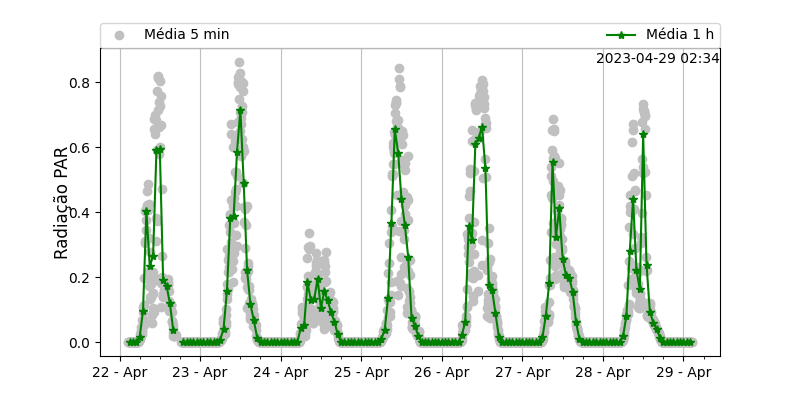 Média 5 min
Média 1 h
2023-04-29 02:34
Radiação PAR
0.8
0.6
0.4
0.2
0.0
22 - Apr
23 - Apr
24 - Apr
25 - Apr
26 - Apr
27 - Apr
28 - Apr
29 - Apr